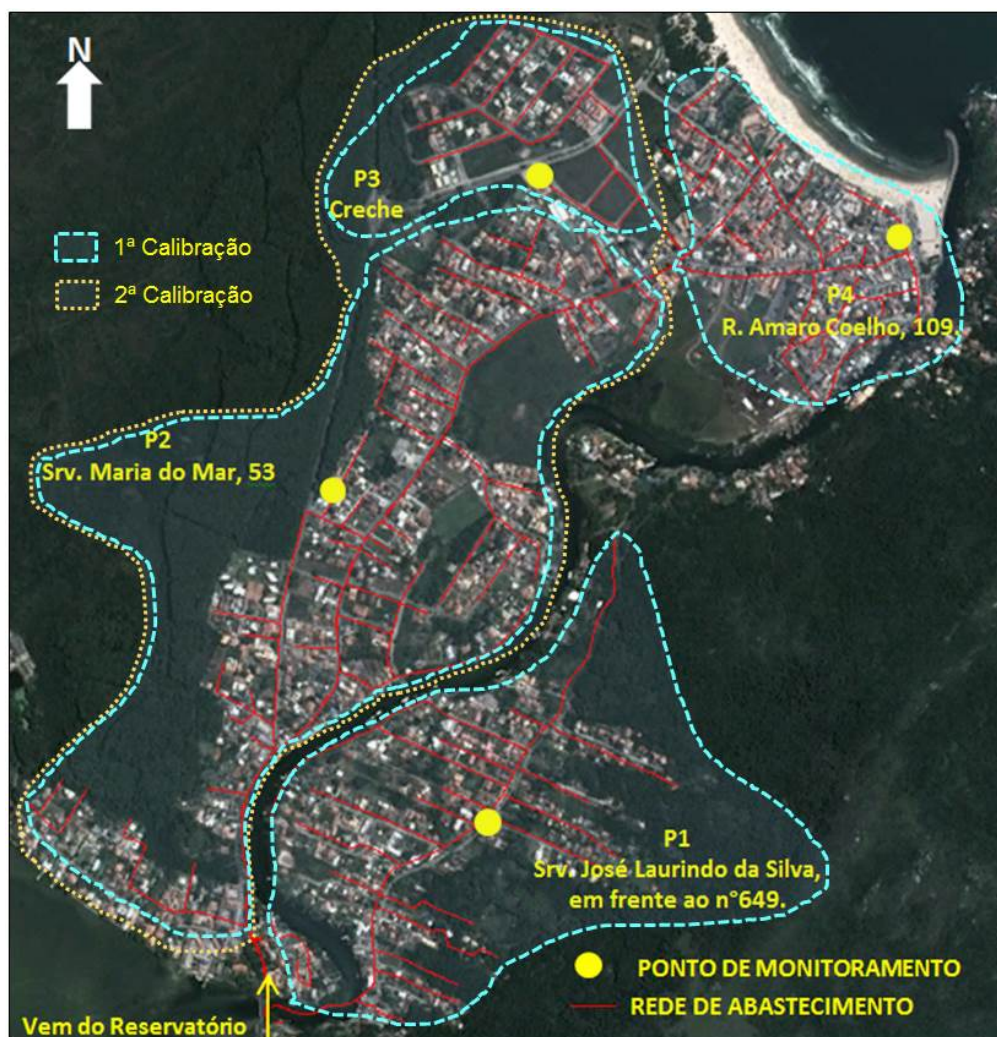 N
P3
Creche
1ª Calibração
2ª Calibração
P4
R. Amaro Coelho, 109.
P2
Srv. Maria do Mar, 53
P1
Srv. José Laurindo da Silva,
em frente ao n°649.
PONTO DE MONITORAMENTO
REDE DE ABASTECIMENTO
Vem do Reservatório